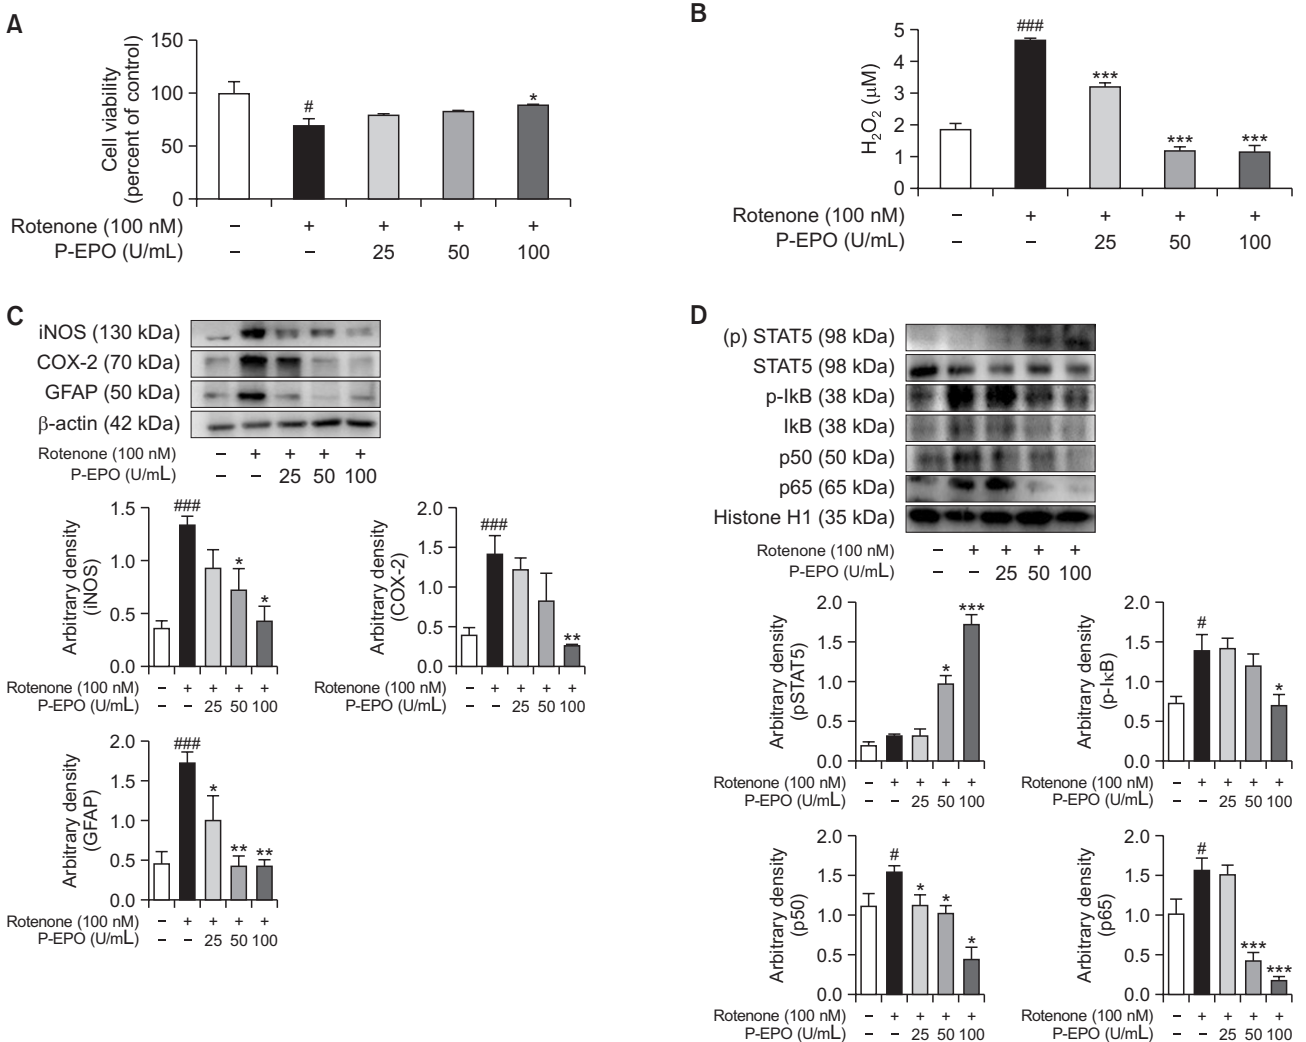 A
Cell viability
(percent of control)
150
100
50
0
#
*
Rotenone (100 nM) – + + + +
P-EPO (U/mL) – – 25 50 100
B
H2O2 (µM)
5
4
3
2
1
0
###
***
***
***
Rotenone (100 nM) – + + + +
P-EPO (U/mL) – – 25 50 100
C
iNOS (130 kDa)
COX-2 (70 kDa)
GFAP (50 kDa)
β-actin (42 kDa)
Rotenone (100 nM) – + + + +
P-EPO (U/mL) – – 25 50 100
Arbitrary density
(iNOS)
1.5
1.0
0.5
0.0
###
*
*
Rotenone (100 nM) – + + + +
P-EPO (U/mL) – – 25 50 100
Arbitrary density
(COX-2)
2.0
1.5
1.0
0.5
0.0
###
**
Rotenone (100 nM) – + + + +
P-EPO (U/mL) – – 25 50 100
Arbitrary density
(GFAP)
2.0
1.5
1.0
0.5
0.0
###
*
**
**
Rotenone (100 nM) – + + + +
P-EPO (U/mL) – – 25 50 100
D
(p) STAT5 (98 kDa)
STAT5 (98 kDa)
p-IkB (38 kDa)
IkB (38 kDa)
p50 (50 kDa)
p65 (65 kDa)
Histone H1 (35 kDa)
Rotenone (100 nM) – + + + +
P-EPO (U/mL) – – 25 50 100
Arbitrary density
(pSTAT5)
2.0
1.5
1.0
0.5
0.0
*
***
Rotenone (100 nM) – + + + +
P-EPO (U/mL) – – 25 50 100
Arbitrary density
(p-IκB)
2.0
1.5
1.0
0.5
0.0
#
*
Rotenone (100 nM) – + + + +
P-EPO (U/mL) – – 25 50 100
Arbitrary density
(p50)
2.0
1.5
1.0
0.5
0.0
#
*
*
*
Rotenone (100 nM) – + + + +
P-EPO (U/mL) – – 25 50 100
Arbitrary density
(p65)
2.0
1.5
1.0
0.5
0.0
#
***
***
Rotenone (100 nM) – + + + +
P-EPO (U/mL) – – 25 50 100